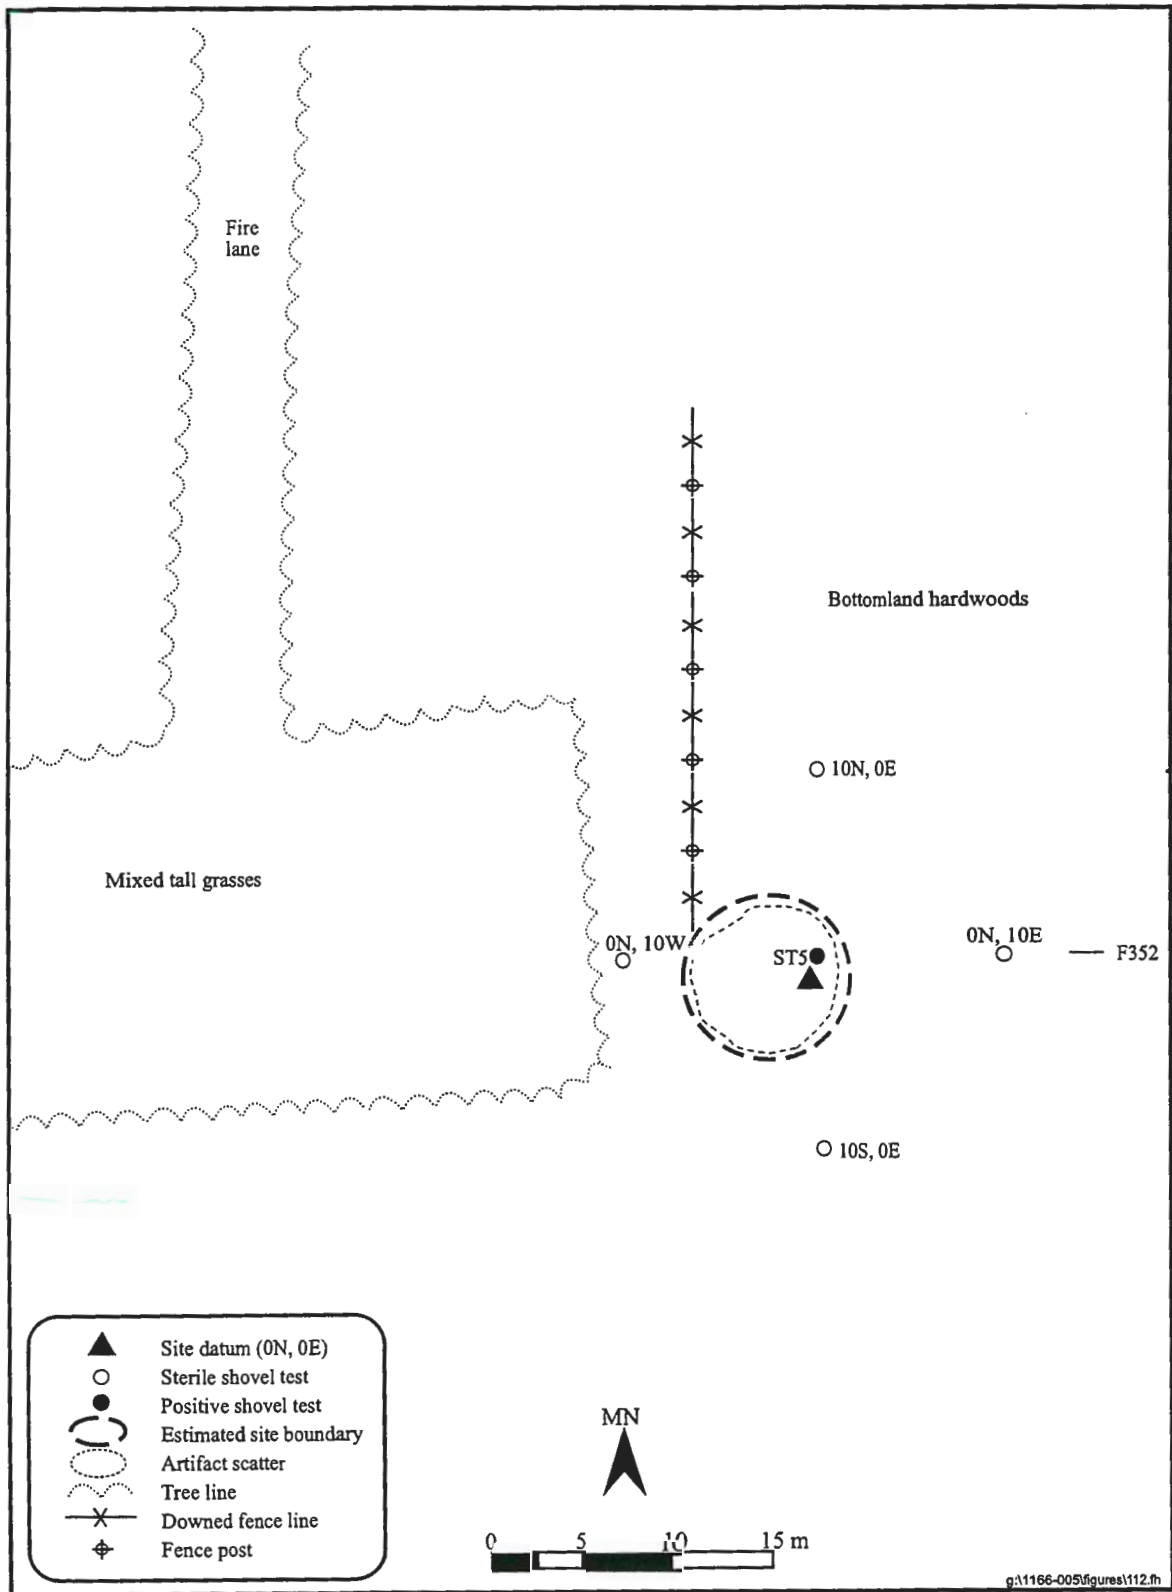 Fire
lane
Bottomland hardwoods
10N, 0E
Mixed tall grasses
0N, 10W
ST5
0N, 10E
F352
10S, 0E
Site datum (0N, 0E)
Sterile shovel test
Positive shovel test
Estimated site boundary
Artifact scatter
Tree line
Downed fence line
Fence post
MN
0 5 10 15 m
g:\1166-005\figures\112.fh